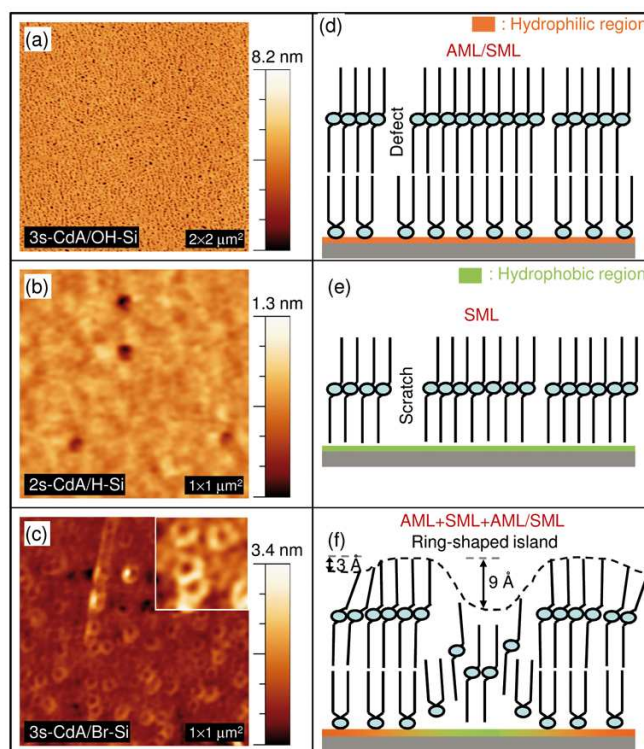 (a)
8.2 nm
3s-CdA/OH-Si
2×2 μm²
(d)
: Hydrophilic region
AML/SML
Defect
(b)
1.3 nm
2s-CdA/H-Si
1×1 μm²
(e)
: Hydrophobic region
SML
Scratch
(c)
3.4 nm
3s-CdA/Br-Si
1×1 μm²
(f)
AML+SML+AML/SML
Ring-shaped island
3 Å
9 Å